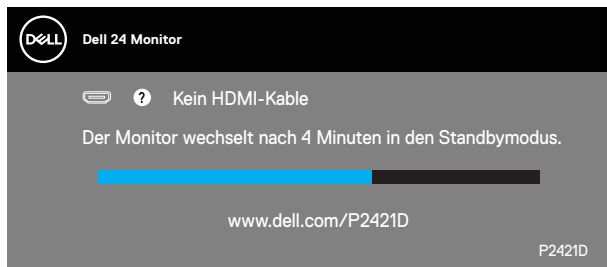 DELL
Dell 24 Monitor
? Kein HDMI-Kable
Der Monitor wechselt nach 4 Minuten in den Standbymodus.
www.dell.com/P2421D
P2421D